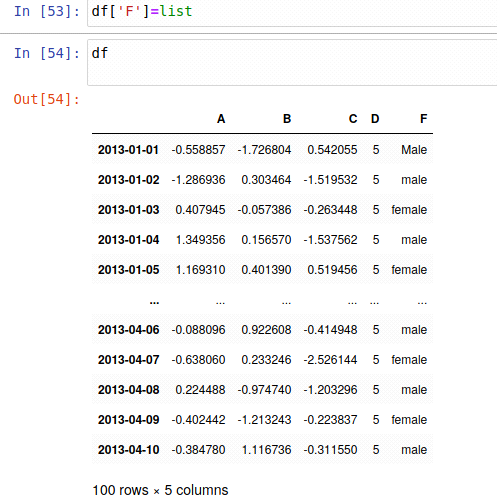 In [53]: df['F']=list
In [54]: df
Out[54]:
A B C D F
2013-01-01 -0.558857 -1.726804 0.542055 5 Male
2013-01-02 -1.286936 0.303464 -1.519532 5 male
2013-01-03 0.407945 -0.057386 -0.263448 5 female
2013-01-04 1.349356 0.156570 -1.537562 5 male
2013-01-05 1.169310 0.401390 0.519456 5 female
... ... ... ... ... ...
2013-04-06 -0.088096 0.922608 -0.414948 5 male
2013-04-07 -0.638060 0.233246 -2.526144 5 female
2013-04-08 0.224488 -0.974740 -1.203296 5 male
2013-04-09 -0.402442 -1.213243 -0.223837 5 female
2013-04-10 -0.384780 1.116736 -0.311550 5 male
100 rows × 5 columns